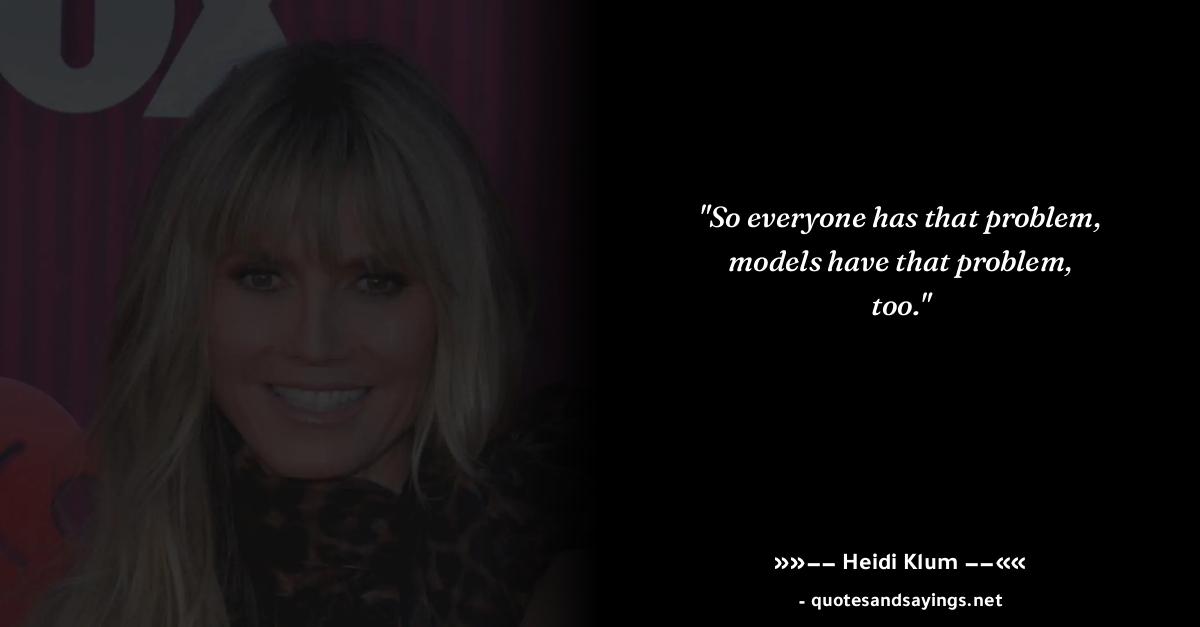 "So everyone has that problem,
models have that problem,
too."
»»−− Heidi Klum −−««
- quotesandsayings.net